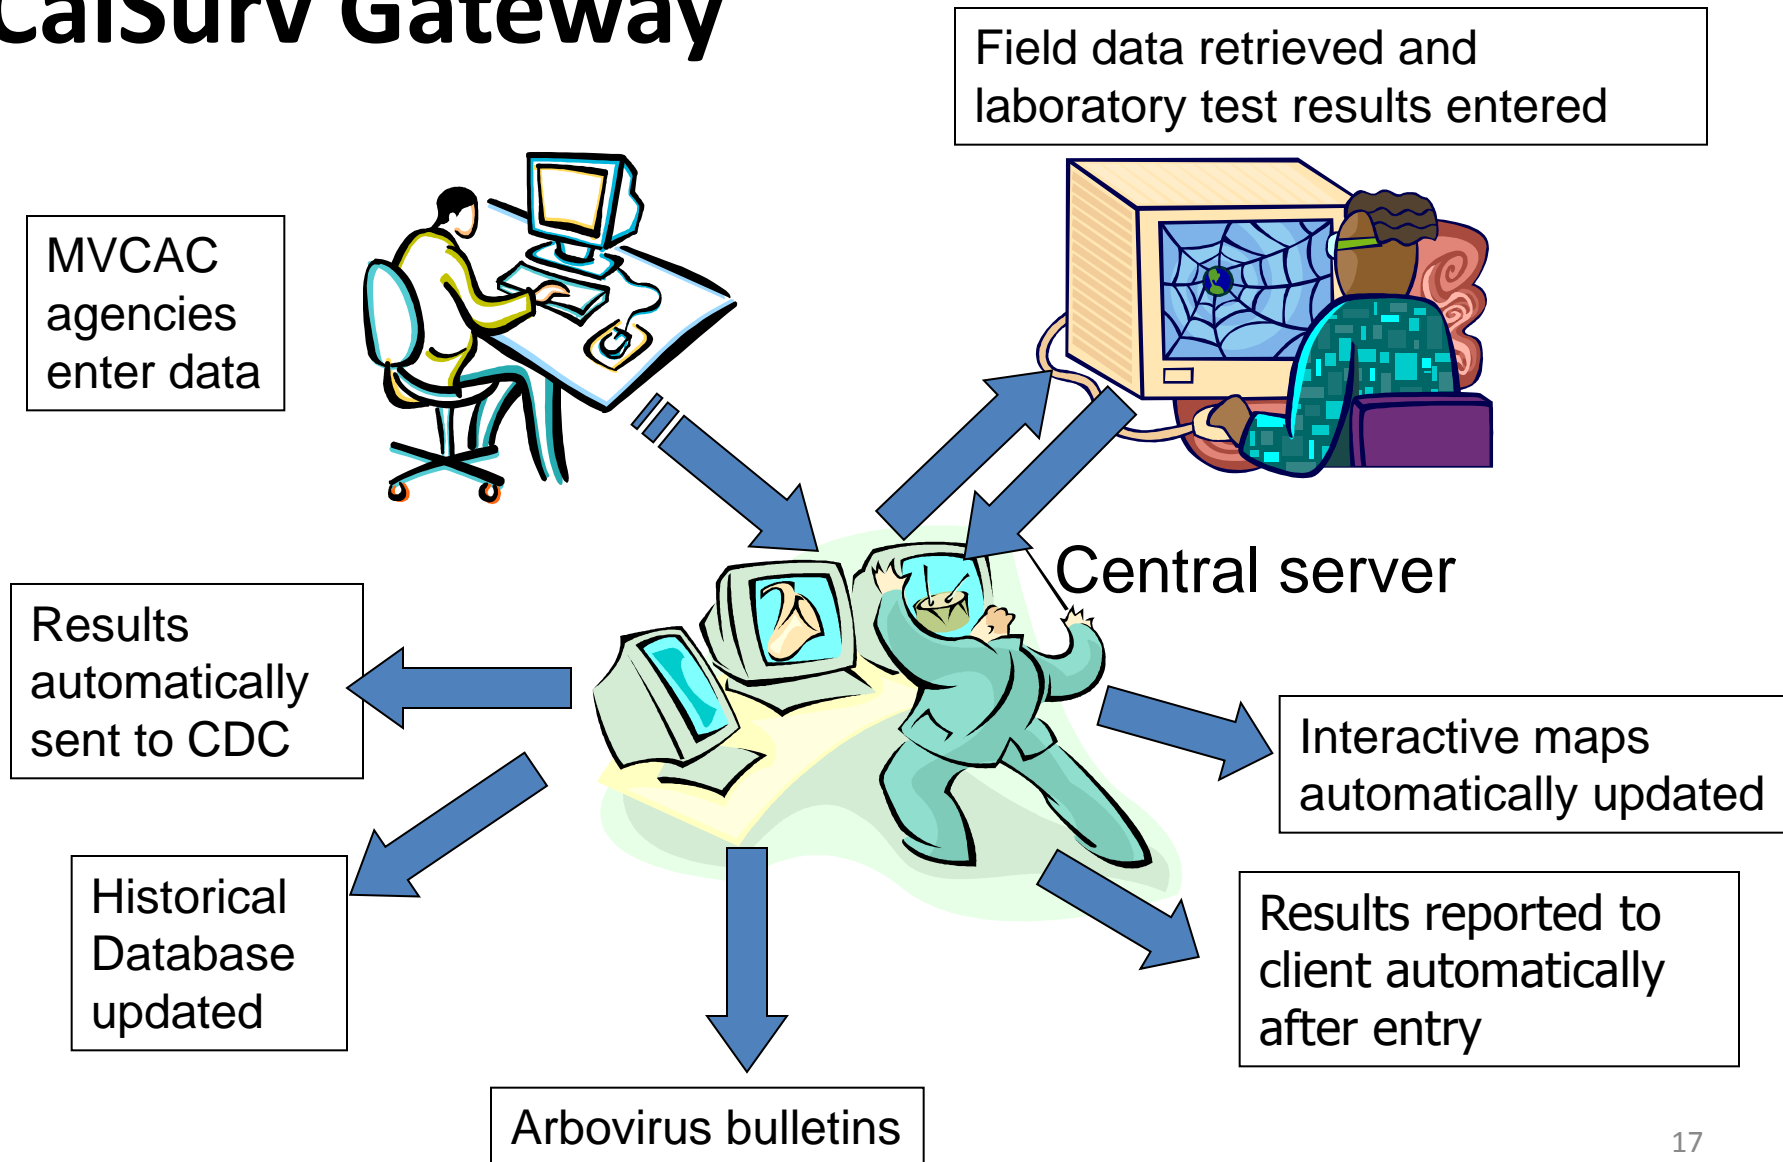 CalSurv Gateway
Field data retrieved and
laboratory test results entered
MVCAC
agencies
enter data
Central server
Results
automatically
sent to CDC
Interactive maps
automatically updated
Historical
Database
updated
Results reported to
client automatically
after entry
Arbovirus bulletins
17